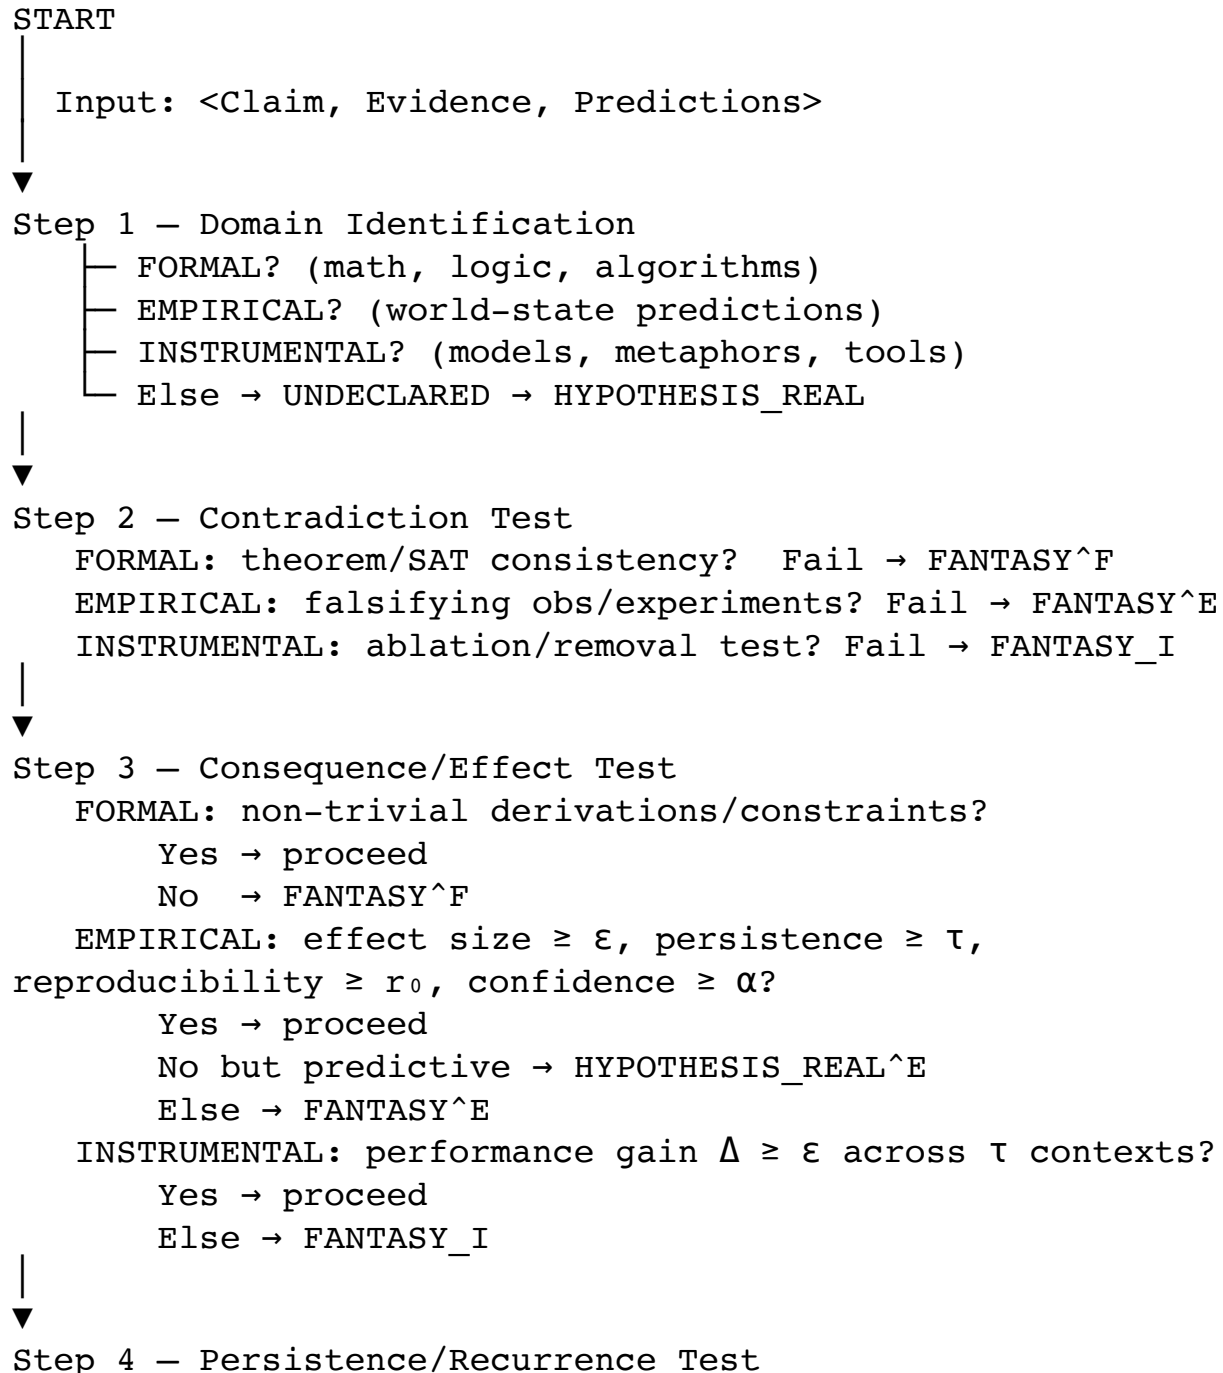 START
│
│ Input: <Claim, Evidence, Predictions>
│
▼
Step 1 — Domain Identification
   ├─ FORMAL? (math, logic, algorithms)
   ├─ EMPIRICAL? (world-state predictions)
   ├─ INSTRUMENTAL? (models, metaphors, tools)
   └─ Else → UNDECLARED → HYPOTHESIS_REAL
│
▼
Step 2 — Contradiction Test
   FORMAL: theorem/SAT consistency?  Fail → FANTASY^F
   EMPIRICAL: falsifying obs/experiments? Fail → FANTASY^E
   INSTRUMENTAL: ablation/removal test? Fail → FANTASY_I
│
▼
Step 3 — Consequence/Effect Test
   FORMAL: non-trivial derivations/constraints?
       Yes → proceed
       No  → FANTASY^F
   EMPIRICAL: effect size ≥ ε, persistence ≥ τ,
reproducibility ≥ r₀, confidence ≥ α?
       Yes → proceed
       No but predictive → HYPOTHESIS_REAL^E
       Else → FANTASY^E
   INSTRUMENTAL: performance gain Δ ≥ ε across τ contexts?
       Yes → proceed
       Else → FANTASY_I
│
▼
Step 4 — Persistence/Recurrence Test